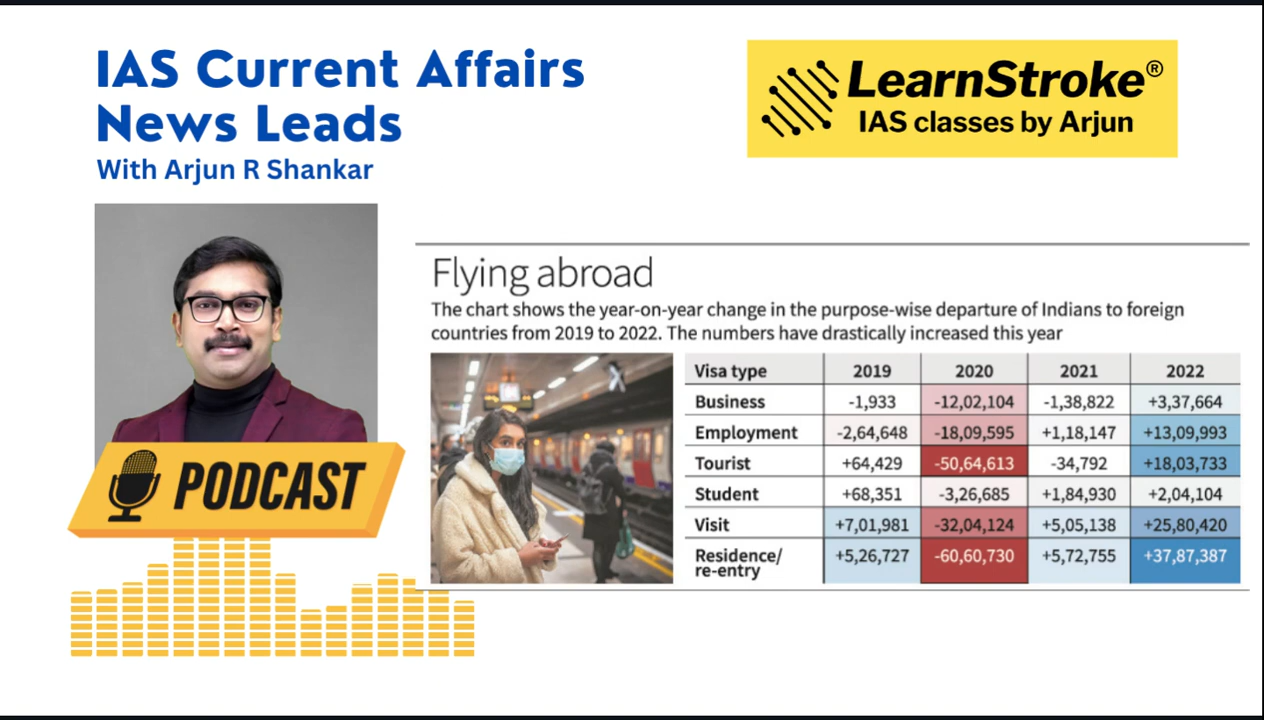 IAS Current Affairs
News Leads
With Arjun R Shankar
LearnStroke®
IAS classes by Arjun
PODCAST
Flying abroad
The chart shows the year-on-year change in the purpose-wise departure of Indians to foreign
countries from 2019 to 2022. The numbers have drastically increased this year
Visa type 2019 2020 2021 2022
Business -1,933 -12,02,104 -1,38,822 +3,37,664
Employment -2,64,648 -18,09,595 +1,18,147 +13,09,993
Tourist +64,429 -50,64,613 -34,792 +18,03,733
Student +68,351 -3,26,685 +1,84,930 +2,04,104
Visit +7,01,981 -32,04,124 +5,05,138 +25,80,420
Residence/ +5,26,727 -60,60,730 +5,72,755 +37,87,387
re-entry